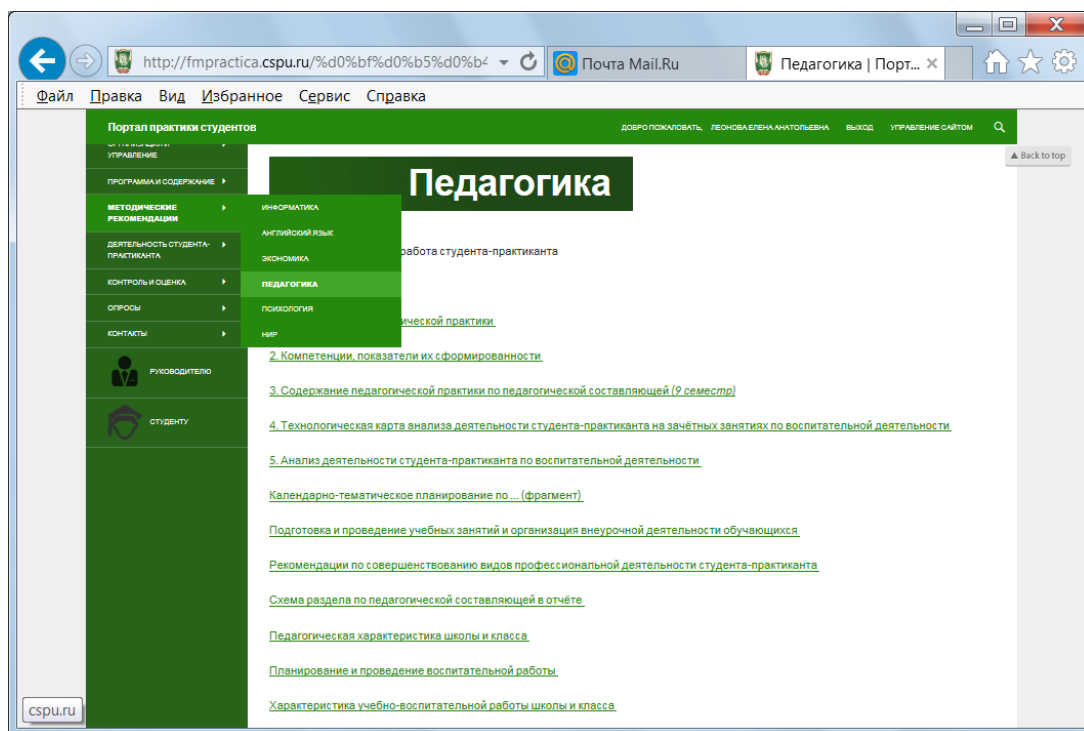 http://fmpractica.cspu.ru/%d0%bf%d0%b5%d0%b4
Почта Mail.Ru
Педагогика | Порт...
Файл Правка Вид Избранное Сервис Справка
Портал практики студентов
ДОБРО ПОЖАЛОВАТЬ, ЛЕОНОВА ЕЛЕНА АНАТОЛЬЕВНА ВЫХОД УПРАВЛЕНИЕ САЙТОМ
Back to top
УПРАВЛЕНИЕ
ПРОГРАММА И СОДЕРЖАНИЕ
МЕТОДИЧЕСКИЕ
РЕКОМЕНДАЦИИ
ДЕЯТЕЛЬНОСТЬ СТУДЕНТА-
ПРАКТИКАНТА
КОНТРОЛЬ И ОЦЕНКА
ОПРОСЫ
КОНТАКТЫ
РУКОВОДИТЕЛЮ
СТУДЕНТУ
ИНФОРМАТИКА
АНГЛИЙСКИЙ ЯЗЫК
ЭКОНОМИКА
ПЕДАГОГИКА
ПСИХОЛОГИЯ
НИР
Педагогика
работа студента-практиканта
ической практики
2. Компетенции, показатели их сформированности
3. Содержание педагогической практики по педагогической составляющей (9 семестр)
4. Технологическая карта анализа деятельности студента-практиканта на зачётных занятиях по воспитательной деятельности
5. Анализ деятельности студента-практиканта по воспитательной деятельности
Календарно-тематическое планирование по ... (фрагмент)
Подготовка и проведение учебных занятий и организация внеурочной деятельности обучающихся
Рекомендации по совершенствованию видов профессиональной деятельности студента-практиканта
Схема раздела по педагогической составляющей в отчёте
Педагогическая характеристика школы и класса
Планирование и проведение воспитательной работы
Характеристика учебно-воспитательной работы школы и класса
cspu.ru